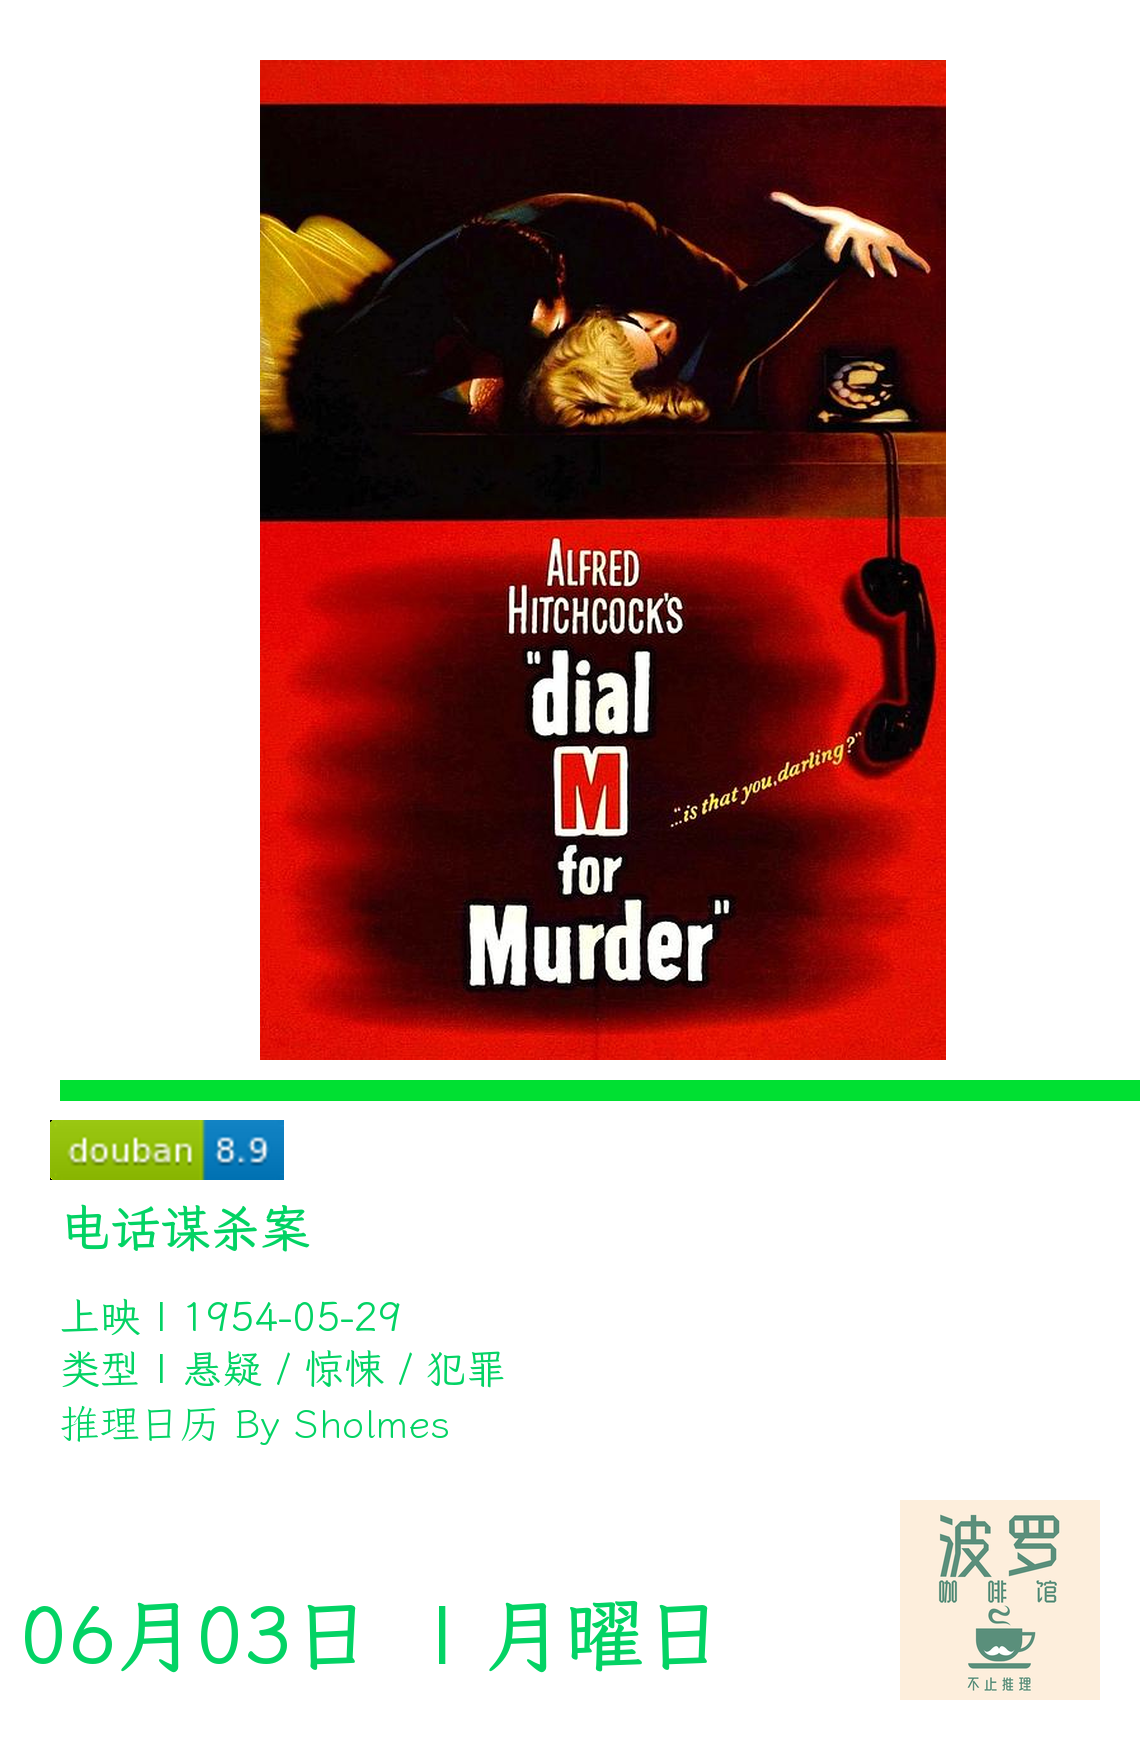 ALFRED
HITCHCOCK'S
"dial
M
for
Murder"
"...is that you, darling?"
douban 8.9
电话谋杀案
上映 | 1954-05-29
类型 | 悬疑 / 惊悚 / 犯罪
推理日历 By Sholmes
06月03日 | 月曜日
波罗
咖啡馆
不止推理